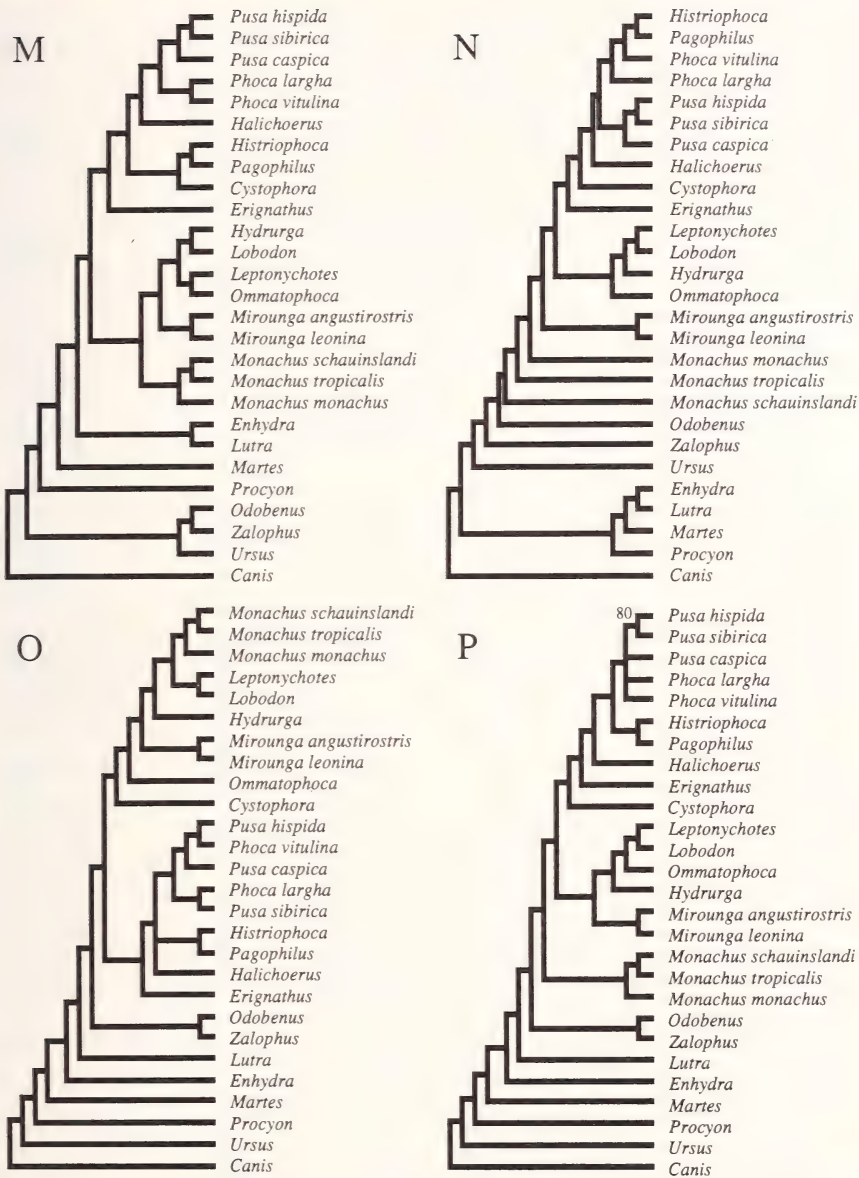 M
Pusa hispida
Pusa sibirica
Pusa caspica
Phoca largha
Phoca vitulina
Halichoerus
Histriophoca
Pagophilus
Cystophora
Erignathus
Hydrurga
Lobodon
Leptonychotes
Ommatophoca
Mirounga angustirostris
Mirounga leonina
Monachus schauinslandi
Monachus tropicalis
Monachus monachus
Enhydra
Lutra
Martes
Procyon
Odobenus
Zalophus
Ursus
Canis
N
Histriophoca
Pagophilus
Phoca vitulina
Phoca largha
Pusa hispida
Pusa sibirica
Pusa caspica
Halichoerus
Cystophora
Erignathus
Leptonychotes
Lobodon
Hydrurga
Ommatophoca
Mirounga angustirostris
Mirounga leonina
Monachus monachus
Monachus tropicalis
Monachus schauinslandi
Odobenus
Zalophus
Ursus
Enhydra
Lutra
Martes
Procyon
Canis
O
Monachus schauinslandi
Monachus tropicalis
Monachus monachus
Leptonychotes
Lobodon
Hydrurga
Mirounga angustirostris
Mirounga leonina
Ommatophoca
Cystophora
Pusa hispida
Phoca vitulina
Pusa caspica
Phoca largha
Pusa sibirica
Histriophoca
Pagophilus
Halichoerus
Erignathus
Odobenus
Zalophus
Lutra
Enhydra
Martes
Procyon
Ursus
Canis
P
80
Pusa hispida
Pusa sibirica
Pusa caspica
Phoca largha
Phoca vitulina
Histriophoca
Pagophilus
Halichoerus
Erignathus
Cystophora
Leptonychotes
Lobodon
Ommatophoca
Hydrurga
Mirounga angustirostris
Mirounga leonina
Monachus schauinslandi
Monachus tropicalis
Monachus monachus
Odobenus
Zalophus
Lutra
Enhydra
Martes
Procyon
Ursus
Canis